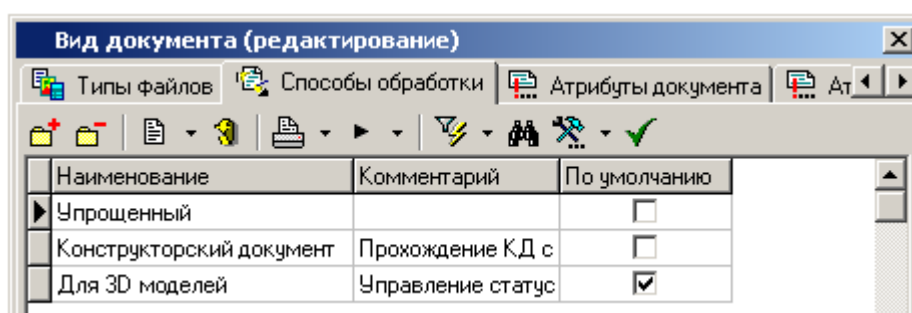 Вид документа (редактирование)
Типы файлов Способы обработки Атрибуты документа Ат
Наименование Комментарий По умолчанию
Упрощенный
Конструкторский документ Прохождение КД с
Для 3D моделей Управление статус